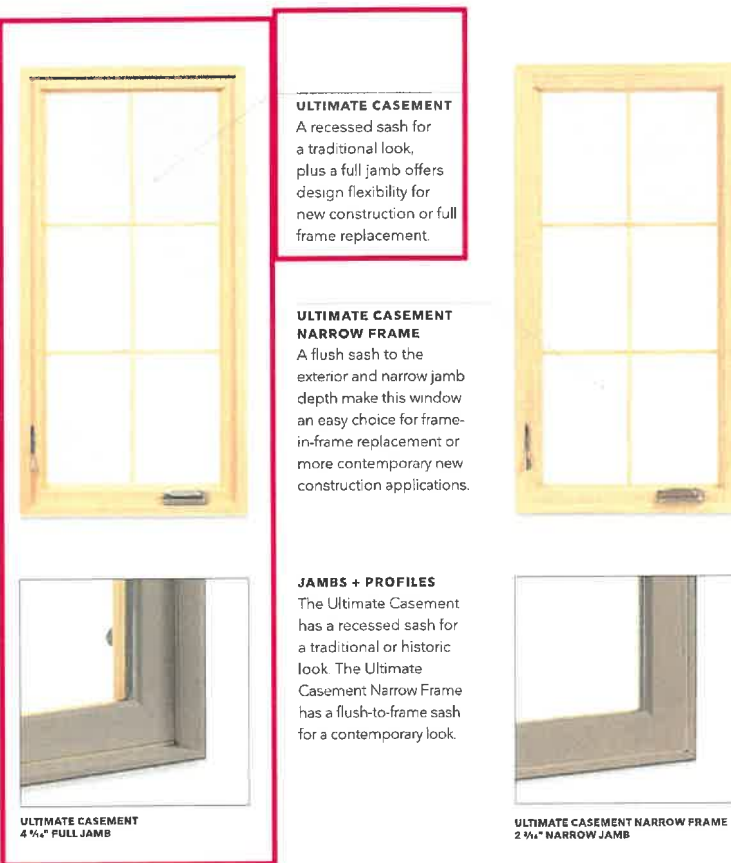 ULTIMATE CASEMENT
A recessed sash for
a traditional look,
plus a full jamb offers
design flexibility for
new construction or full
frame replacement.
ULTIMATE CASEMENT
NARROW FRAME
A flush sash to the
exterior and narrow jamb
depth make this window
an easy choice for frame-
in-frame replacement or
more contemporary new
construction applications.
JAMBS + PROFILES
The Ultimate Casement
has a recessed sash for
a traditional or historic
look. The Ultimate
Casement Narrow Frame
has a flush-to-frame sash
for a contemporary look.
ULTIMATE CASEMENT
4 FULL JAMB
ULTIMATE CASEMENT NARROW FRAME
2 NARROW JAMB